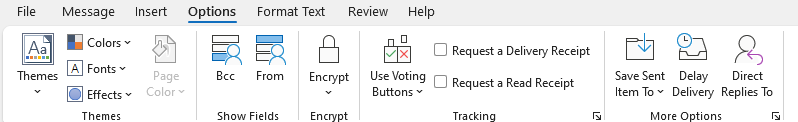 File Message Insert Options Format Text Review Help
Themes
Colors
Fonts
Effects
Page
Color
Themes
Bcc
From
Show Fields
Encrypt
Encrypt
Use Voting
Buttons
Request a Delivery Receipt
Request a Read Receipt
Tracking
Save Sent
Item To
Delay
Delivery
Direct
Replies To
More Options